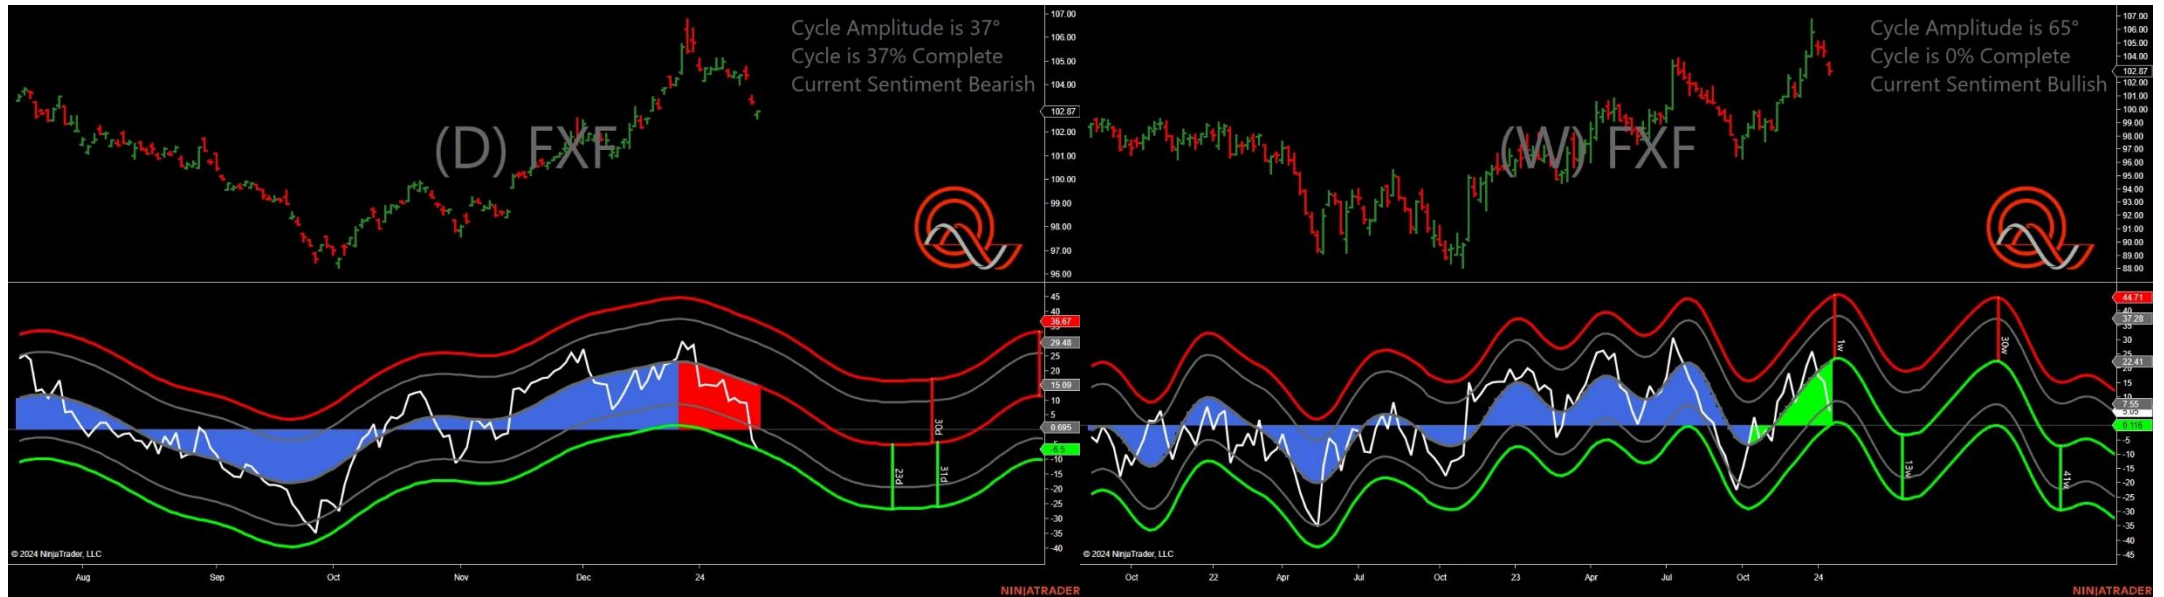 Cycle Amplitude is 37°
Cycle is 37% Complete
Current Sentiment Bearish
(D) FXF
107.00
106.00
105.00
104.00
102.87
102.00
101.00
100.00
99.00
98.00
97.00
96.00
45
36.67
29.48
25
20
15.09
10
5
0.695
-6.5
-10
-15
-20
-25
-30
-35
-40
23d
30d
31d
© 2024 NinjaTrader, LLC
Aug
Sep
Oct
Nov
Dec
24
NINJATRADER
Cycle Amplitude is 65°
Cycle is 0% Complete
Current Sentiment Bullish
(W) FXF
107.00
106.00
105.00
104.00
102.87
102.00
101.00
100.00
99.00
98.00
97.00
96.00
95.00
94.00
93.00
92.00
91.00
90.00
89.00
88.00
44.71
37.28
35
30
25
22.41
15
10
7.55
5.05
0.116
-5
-10
-15
-20
-25
-30
-35
-40
-45
1w
13w
30w
41w
© 2024 NinjaTrader, LLC
Oct
22
Apr
Jul
Oct
23
Apr
Jul
Oct
24
NINJATRADER